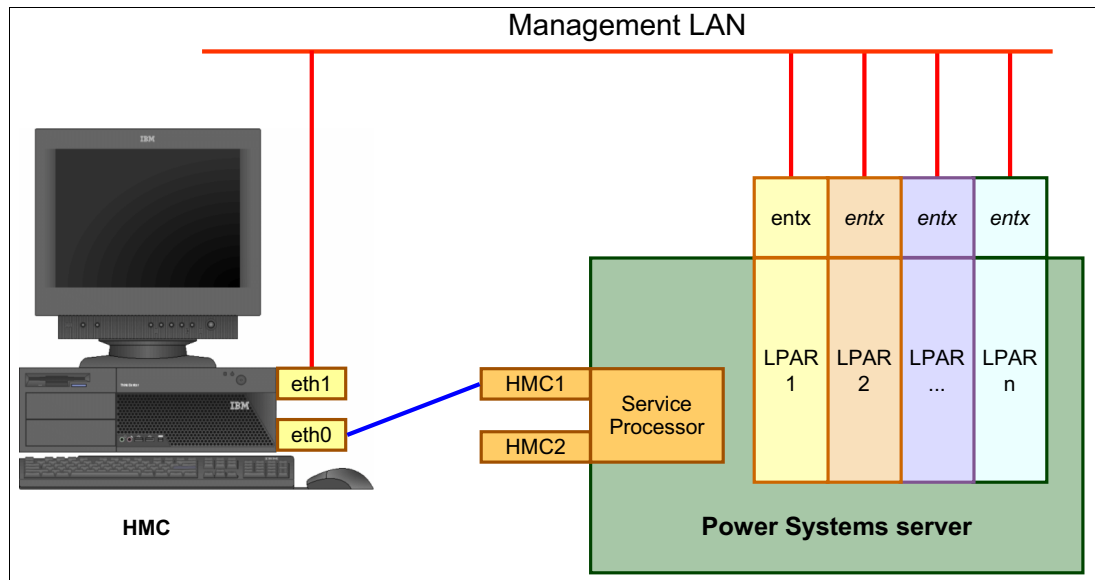 Management LAN
IBM
eth1
eth0
IBM
HMC
HMC1
HMC2
Service
Processor
entx
entx
entx
entx
LPAR
1
LPAR
2
LPAR
...
LPAR
n
Power Systems server